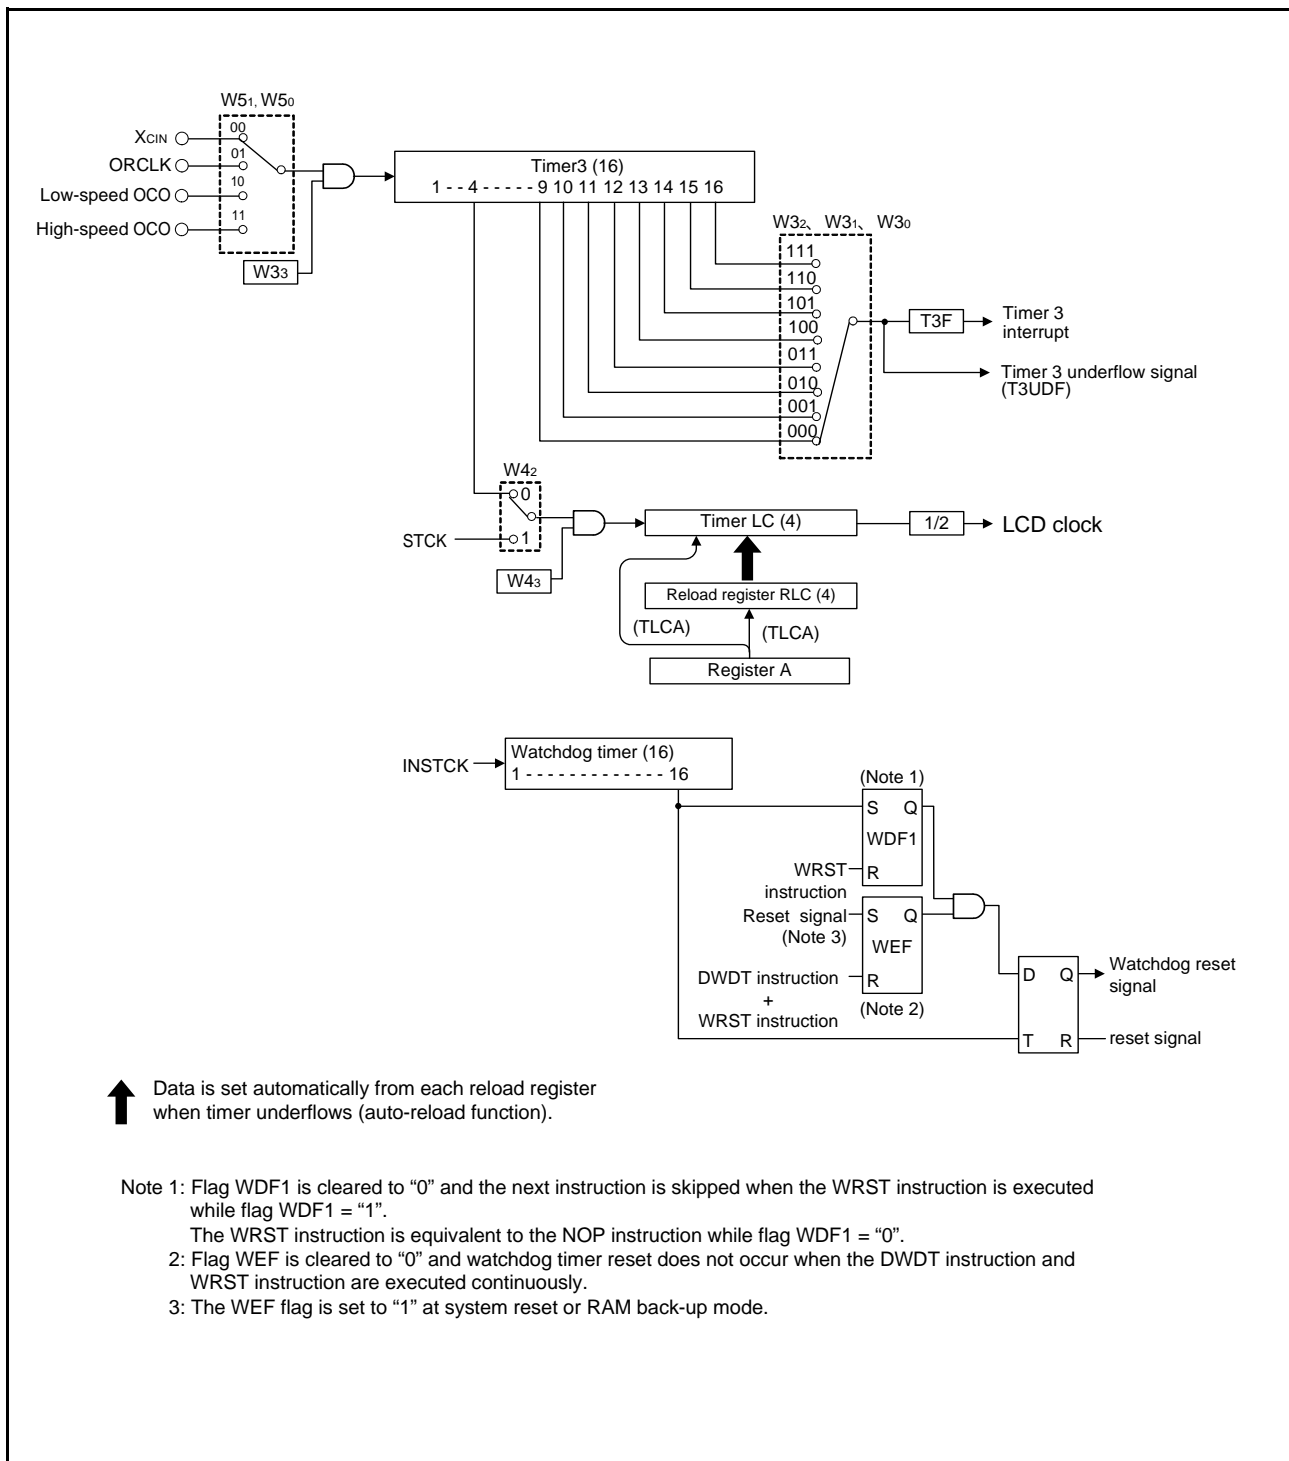 W51, W50
XCIN
00
ORCLK
01
Low-speed OCO
10
High-speed OCO
11
W33
Timer3 (16)
1 - - 4 - - - - - 9 10 11 12 13 14 15 16
W32、 W31、 W30
111
110
101
100
011
010
001
000
T3F
Timer 3
interrupt
Timer 3 underflow signal
(T3UDF)
W42
0
STCK
1
W43
Timer LC (4)
1/2
LCD clock
Reload register RLC (4)
(TLCA)
(TLCA)
Register A
INSTCK
Watchdog timer (16)
1 - - - - - - - - - - - - - 16
(Note 1)
S Q
WDF1
R
WRST
instruction
Reset signal
(Note 3)
S Q
WEF
R
DWDT instruction
+
WRST instruction
(Note 2)
D Q
T R
Watchdog reset
signal
reset signal
Data is set automatically from each reload register
when timer underflows (auto-reload function).
Note 1: Flag WDF1 is cleared to “0” and the next instruction is skipped when the WRST instruction is executed
while flag WDF1 = “1”.
The WRST instruction is equivalent to the NOP instruction while flag WDF1 = “0”.
2: Flag WEF is cleared to “0” and watchdog timer reset does not occur when the DWDT instruction and
WRST instruction are executed continuously.
3: The WEF flag is set to “1” at system reset or RAM back-up mode.